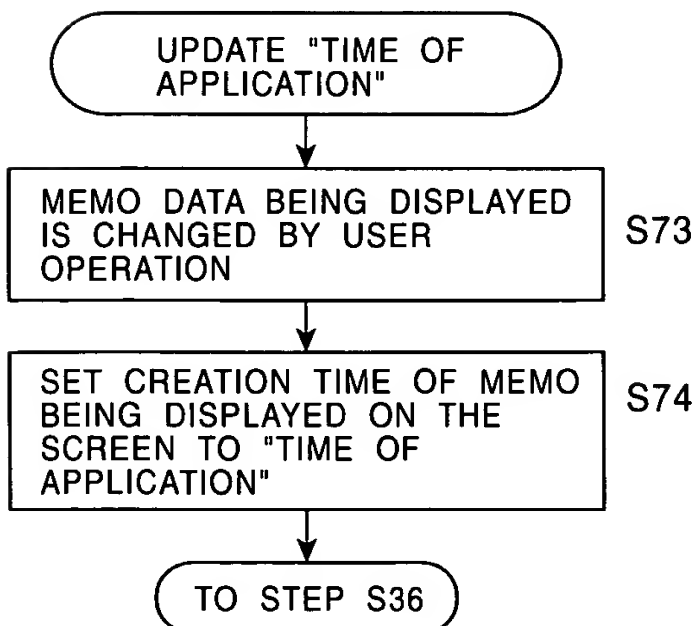 UPDATE "TIME OF
APPLICATION"
MEMO DATA BEING DISPLAYED
IS CHANGED BY USER
OPERATION
S73
SET CREATION TIME OF MEMO
BEING DISPLAYED ON THE
SCREEN TO "TIME OF
APPLICATION"
S74
TO STEP S36